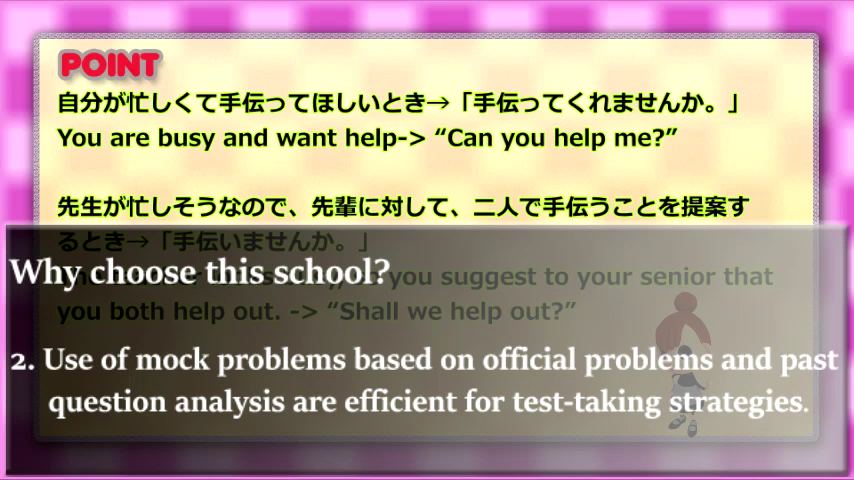 POINT
自分が忙しくて手伝ってほしいとき→「手伝ってくれませんか。」
You are busy and want help-> “Can you help me?”
先生が忙しそうなので、先輩に対して、二人で手伝うことを提案す
るとき→「手伝いませんか。」
Why choose this school?
you suggest to your senior that
you both help out. -> “Shall we help out?”
2. Use of mock problems based on official problems and past
question analysis are efficient for test-taking strategies.